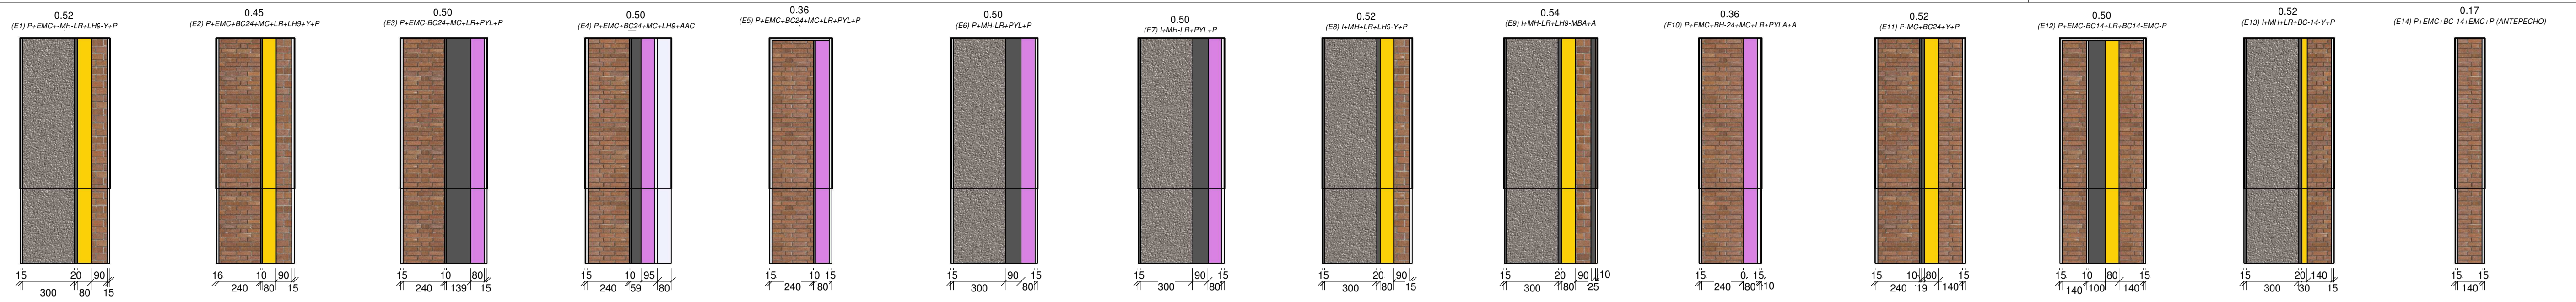 0.52
(E1) P+EMC+-MH-LR+LH9-Y+P
15 20 90
300 80 15
0.45
(E2) P+EMC+BC24+MC+LR+LH9+Y+P
16 10 90
240 80 15
0.50
(E3) P+EMC-BC24+MC+LR+PYL+P
15 10 80
240 139 15
0.50
(E4) P+EMC+BC24+MC+LH9+AAC
15 10 95
240 59 80
0.36
(E5) P+EMC+BC24+MC+LR+PYL+P
15 10 15
240 80
0.50
(E6) P+MH-LR+PYL+P
15 90 15
300 80
0.50
(E7) I+MH-LR+PYL+P
15 90 15
300 80
0.52
(E8) I+MH+LR+LH9-Y+P
15 20 90
300 80 15
0.54
(E9) I+MH-LR+LH9-MBA+A
15 20 90 10
300 80 25
0.36
(E10) P+EMC+BH-24+MC+LR+PYLA+A
15 0. 15.
240 80 10
0.52
(E11) P-MC+BC24+Y+P
15 10 80 15
240 19 140
0.50
(E12) P+EMC-BC14+LR+BC14-EMC-P
15 10 80 15
140 100 140
0.52
(E13) I+MH+LR+BC-14-Y+P
15 20 140
300 30 15
0.17
(E14) P+EMC+BC-14+EMC+P (ANTEPECHO)
15 15
140